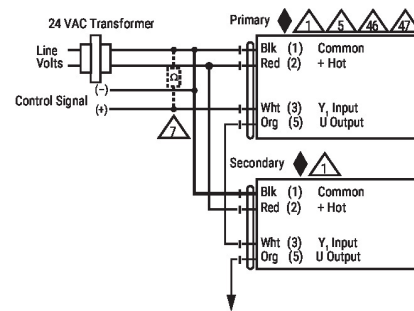 24 VAC Transformer
Line
Volts
Control Signal
(–)
(+)
Ω
7
Primary 1 5 46 47
Blk (1) Common
Red (2) + Hot
Wht (3) Y₁ Input
Org (5) U Output
Secondary 1
Blk (1) Common
Red (2) + Hot
Wht (3) Y₁ Input
Org (5) U Output